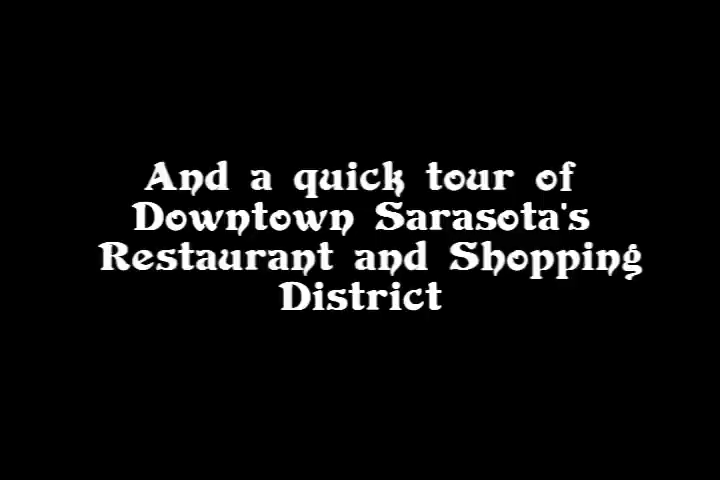 And a quick tour of
Downtown Sarasota's
Restaurant and Shopping
District